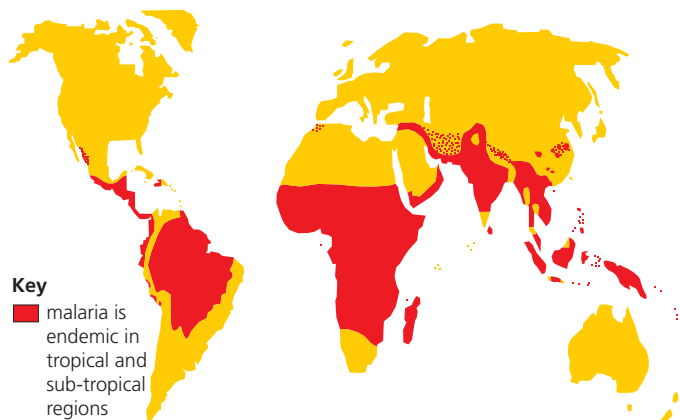 Key
malaria is
endemic in
tropical and
sub-tropical
regions